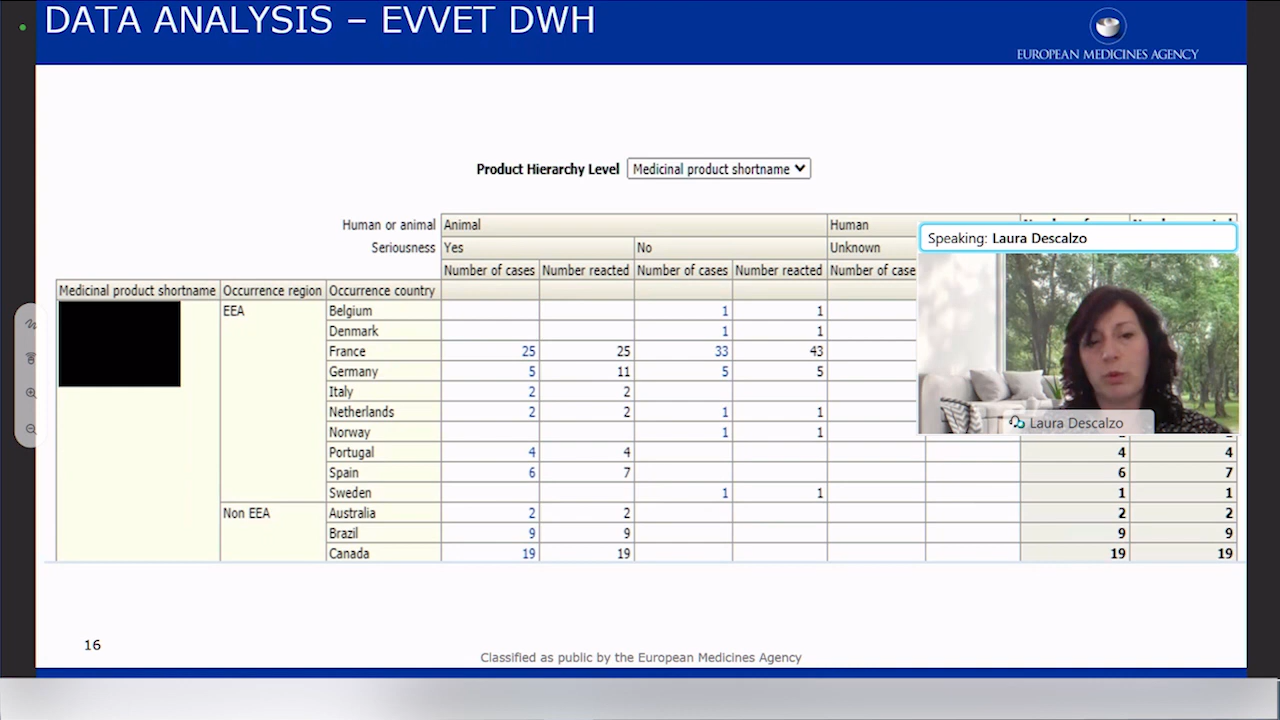 DATA ANALYSIS – EVVET DWH
EUROPEAN MEDICINES AGENCY
Product Hierarchy Level Medicinal product shortname
Human or animal Animal Human
Seriousness Yes No Unknown
Number of cases Number reacted Number of cases Number reacted Number of case
Medicinal product shortname Occurrence region Occurrence country
EEA Belgium 1 1
Denmark 1 1
France 25 25 33 43
Germany 5 11 5 5
Italy 2 2
Netherlands 2 2 1 1
Norway 1 1
Portugal 4 4 4 4
Spain 6 7 6 7
Sweden 1 1 1 1
Non EEA Australia 2 2 2 2
Brazil 9 9 9 9
Canada 19 19 19 19
Speaking: Laura Descalzo
Laura Descalzo
16
Classified as public by the European Medicines Agency